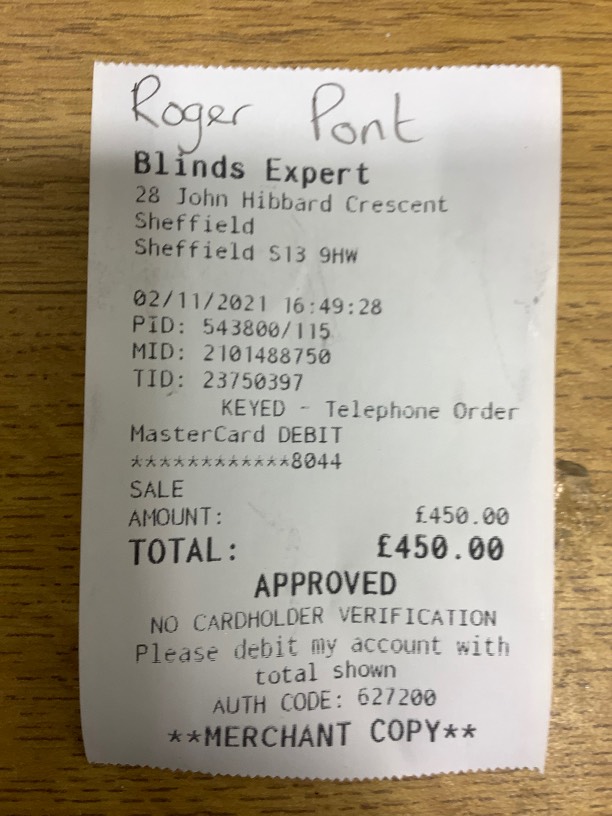 Roger Pont
Blinds Expert
28 John Hibbard Crescent
Sheffield
Sheffield S13 9HW
02/11/2021 16:49:28
PID: 543800/115
MID: 2101488750
TID: 23750397
KEYED - Telephone Order
MasterCard DEBIT
************8044
SALE
AMOUNT: £450.00
TOTAL: £450.00
APPROVED
NO CARDHOLDER VERIFICATION
Please debit my account with
total shown
AUTH CODE: 627200
**MERCHANT COPY**